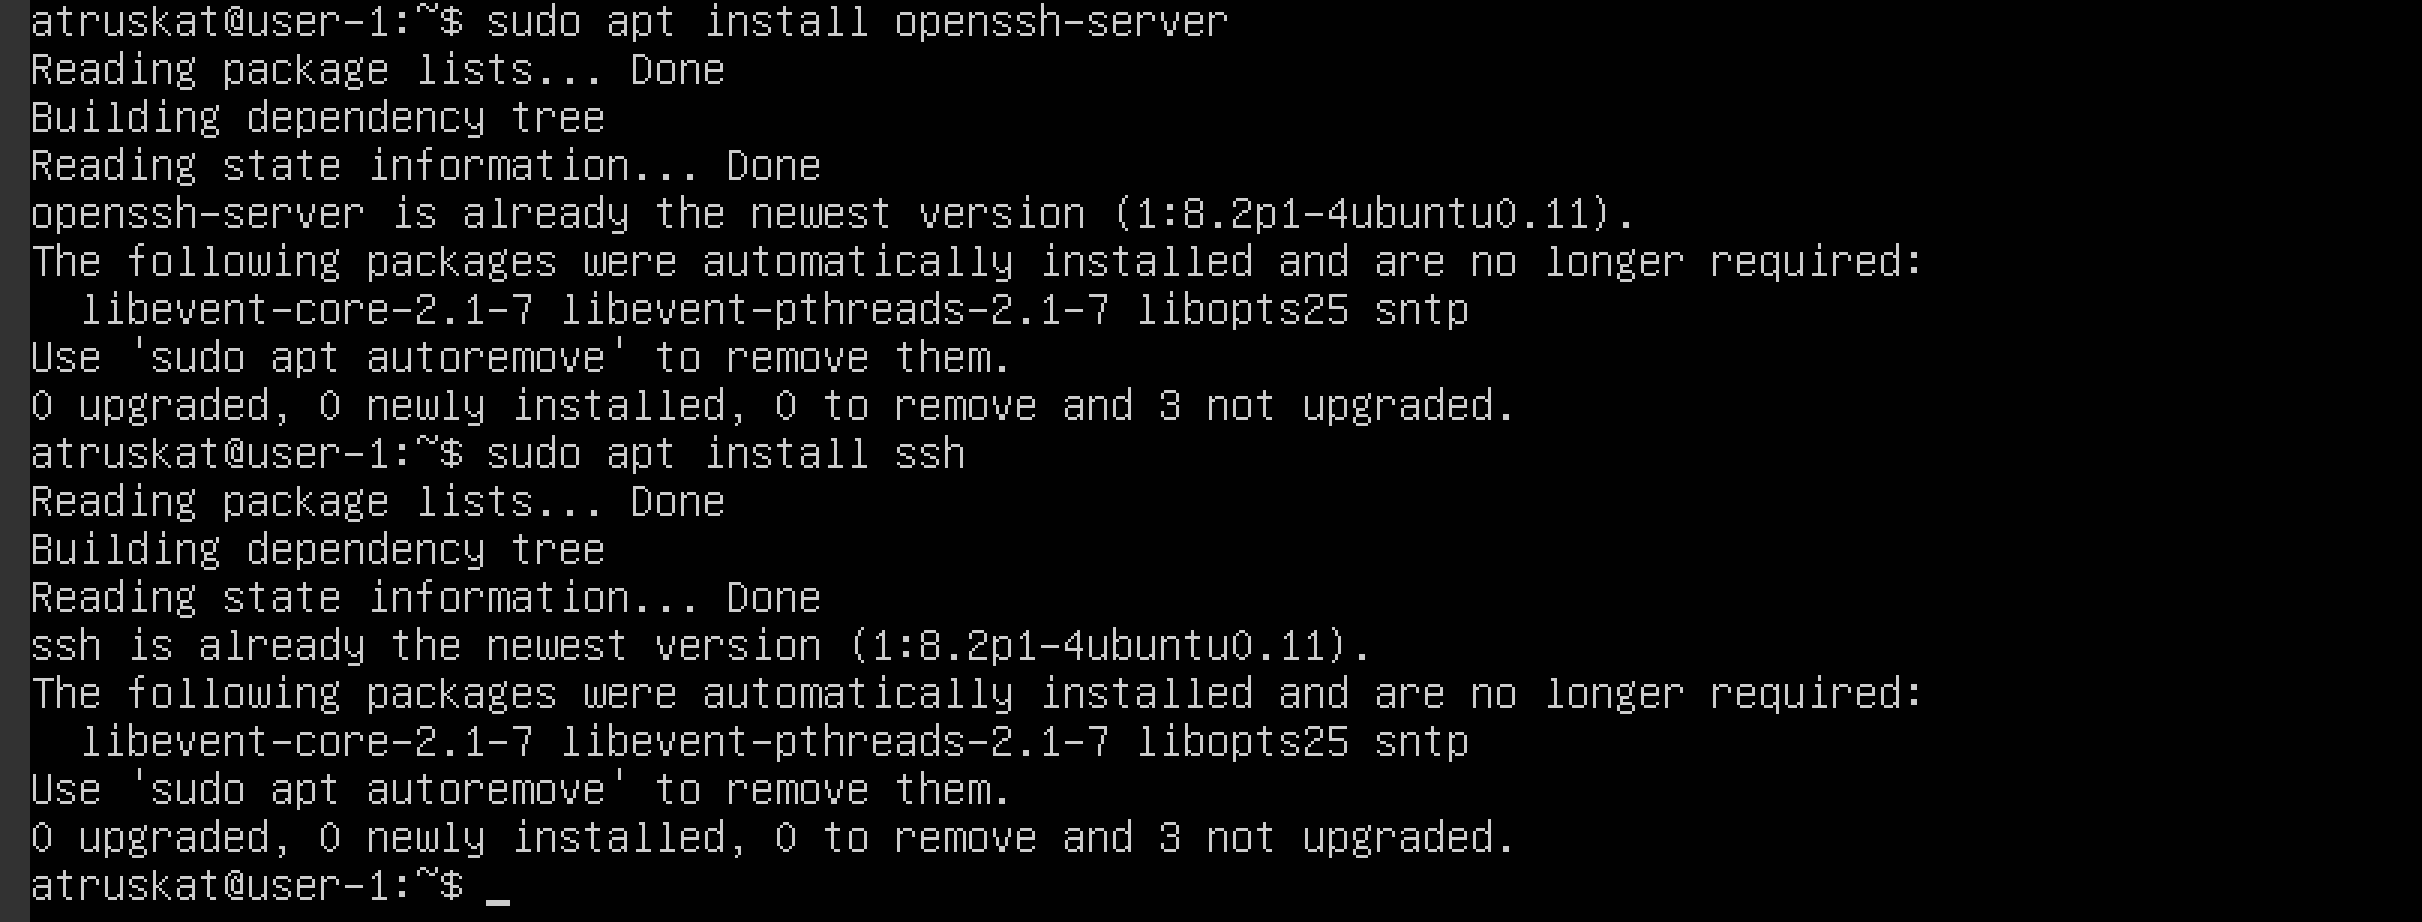 atruskat@user-1:~$ sudo apt install openssh-server
Reading package lists... Done
Building dependency tree
Reading state information... Done
openssh-server is already the newest version (1:8.2p1-4ubuntu0.11).
The following packages were automatically installed and are no longer required:
  libevent-core-2.1-7 libevent-pthreads-2.1-7 libopts25 sntp
Use 'sudo apt autoremove' to remove them.
0 upgraded, 0 newly installed, 0 to remove and 3 not upgraded.
atruskat@user-1:~$ sudo apt install ssh
Reading package lists... Done
Building dependency tree
Reading state information... Done
ssh is already the newest version (1:8.2p1-4ubuntu0.11).
The following packages were automatically installed and are no longer required:
  libevent-core-2.1-7 libevent-pthreads-2.1-7 libopts25 sntp
Use 'sudo apt autoremove' to remove them.
0 upgraded, 0 newly installed, 0 to remove and 3 not upgraded.
atruskat@user-1:~$ _